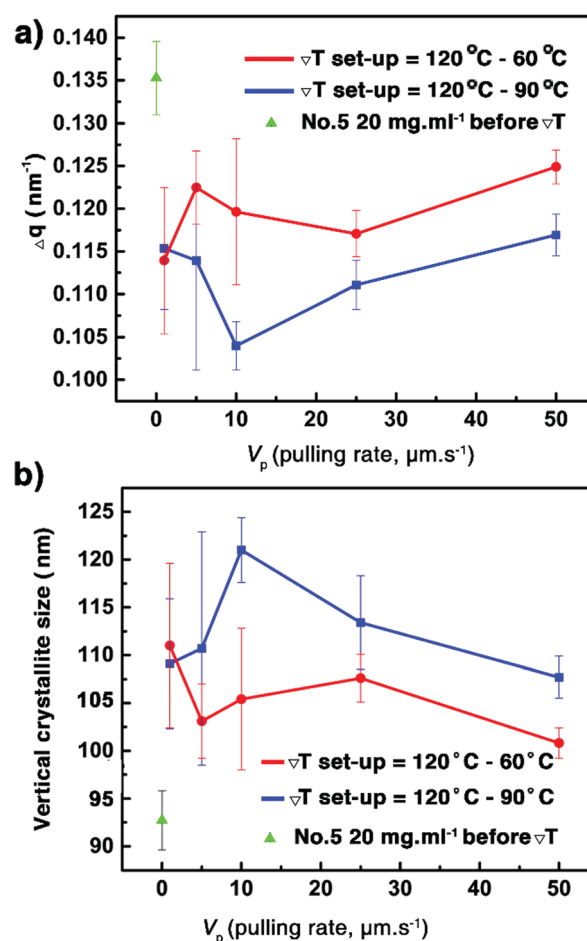 a)
0.140
0.135
0.130
0.125
0.120
0.115
0.110
0.105
0.100
△q (nm⁻¹)
▽T set-up = 120°C - 60°C
▽T set-up = 120°C - 90°C
No.5 20 mg.ml⁻¹ before ▽T
0 10 20 30 40 50
Vₚ (pulling rate, µm.s⁻¹)
b)
125
120
115
110
105
100
95
90
Vertical crystallite size (nm)
▽T set-up = 120°C - 60°C
▽T set-up = 120°C - 90°C
No.5 20 mg.ml⁻¹ before ▽T
0 10 20 30 40 50
Vₚ (pulling rate, µm.s⁻¹)